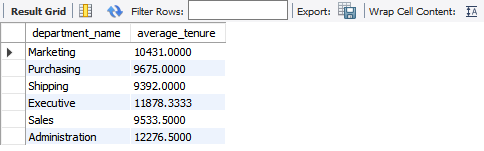 Result Grid Filter Rows: Export: Wrap Cell Content: IA
department_name average_tenure
Marketing 10431.0000
Purchasing 9675.0000
Shipping 9392.0000
Executive 11878.3333
Sales 9533.5000
Administration 12276.5000